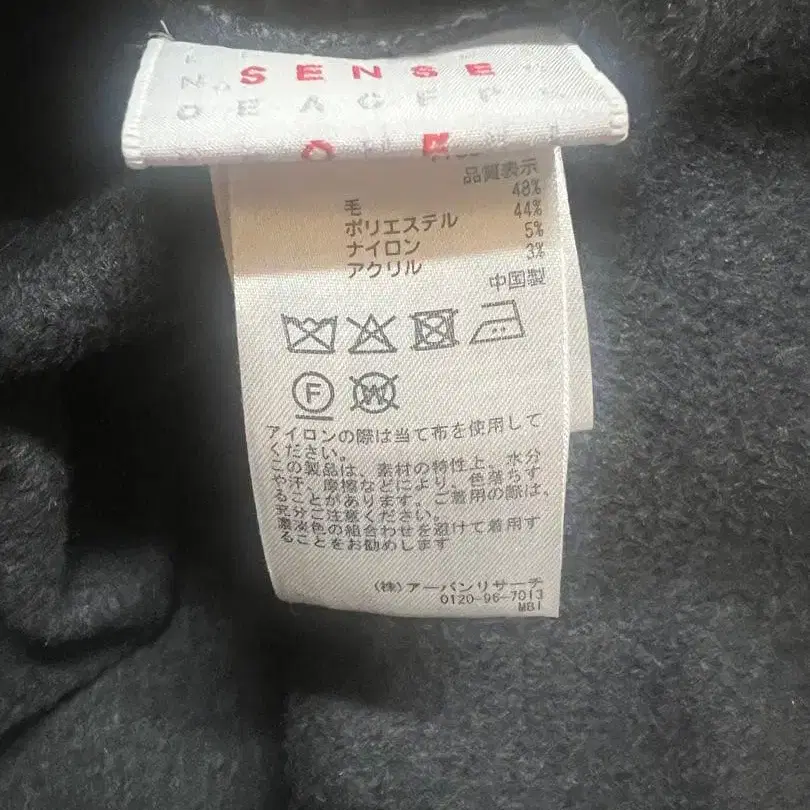 SENSE
品質表示
毛 48%
ポリエステル 44%
ナイロン 5%
アクリル 3%
中国製
F
W
アイロンの際は当て布を使用して
ください。
この製品は、素材の特性上、水分
や汗、摩擦などにより、色落ちす
ることがあります。ご着用の際は、
充分ご注意ください。
濃淡色の組合わせを避けて着用す
ることをお勧めします
(株)アーバンリサーチ
0120-96-7013
MBI